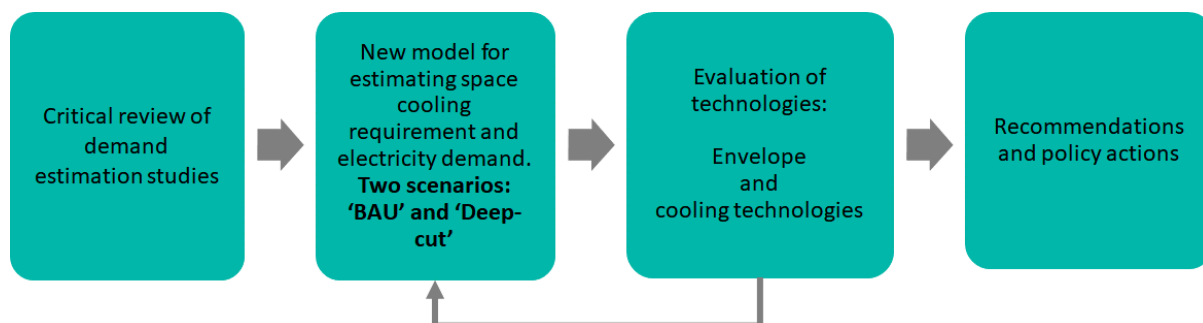 Critical review of
demand
estimation studies
New model for
estimating space
cooling
requirement and
electricity demand.
Two scenarios:
‘BAU’ and ‘Deep-
cut’
Evaluation of
technologies:
Envelope
and
cooling technologies
Recommendations
and policy actions